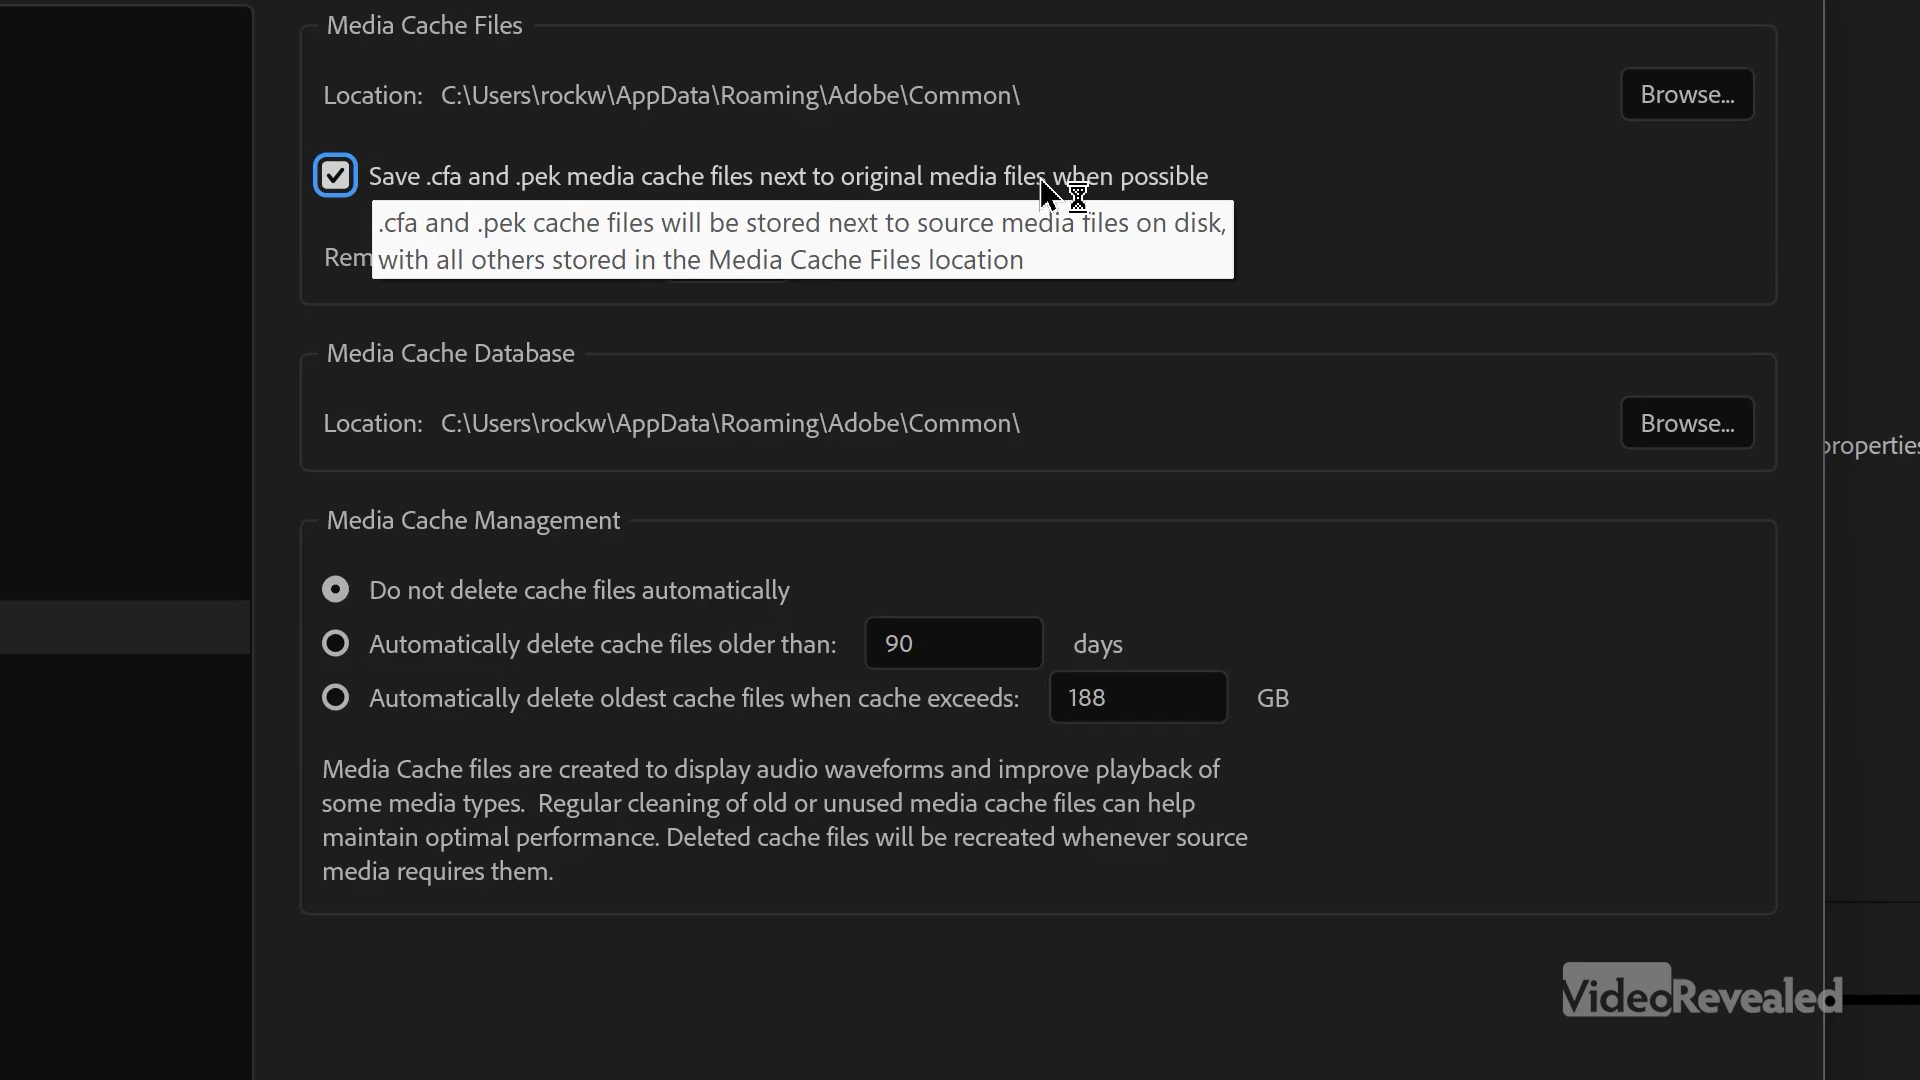 Media Cache Files
Location: C:\Users\rockw\AppData\Roaming\Adobe\Common\
Browse...
Save .cfa and .pek media cache files next to original media files when possible
.cfa and .pek cache files will be stored next to source media files on disk,
with all others stored in the Media Cache Files location
Rem
Media Cache Database
Location: C:\Users\rockw\AppData\Roaming\Adobe\Common\
Browse...
properties
Media Cache Management
Do not delete cache files automatically
Automatically delete cache files older than: 90 days
Automatically delete oldest cache files when cache exceeds: 188 GB
Media Cache files are created to display audio waveforms and improve playback of
some media types. Regular cleaning of old or unused media cache files can help
maintain optimal performance. Deleted cache files will be recreated whenever source
media requires them.
VideoRevealed